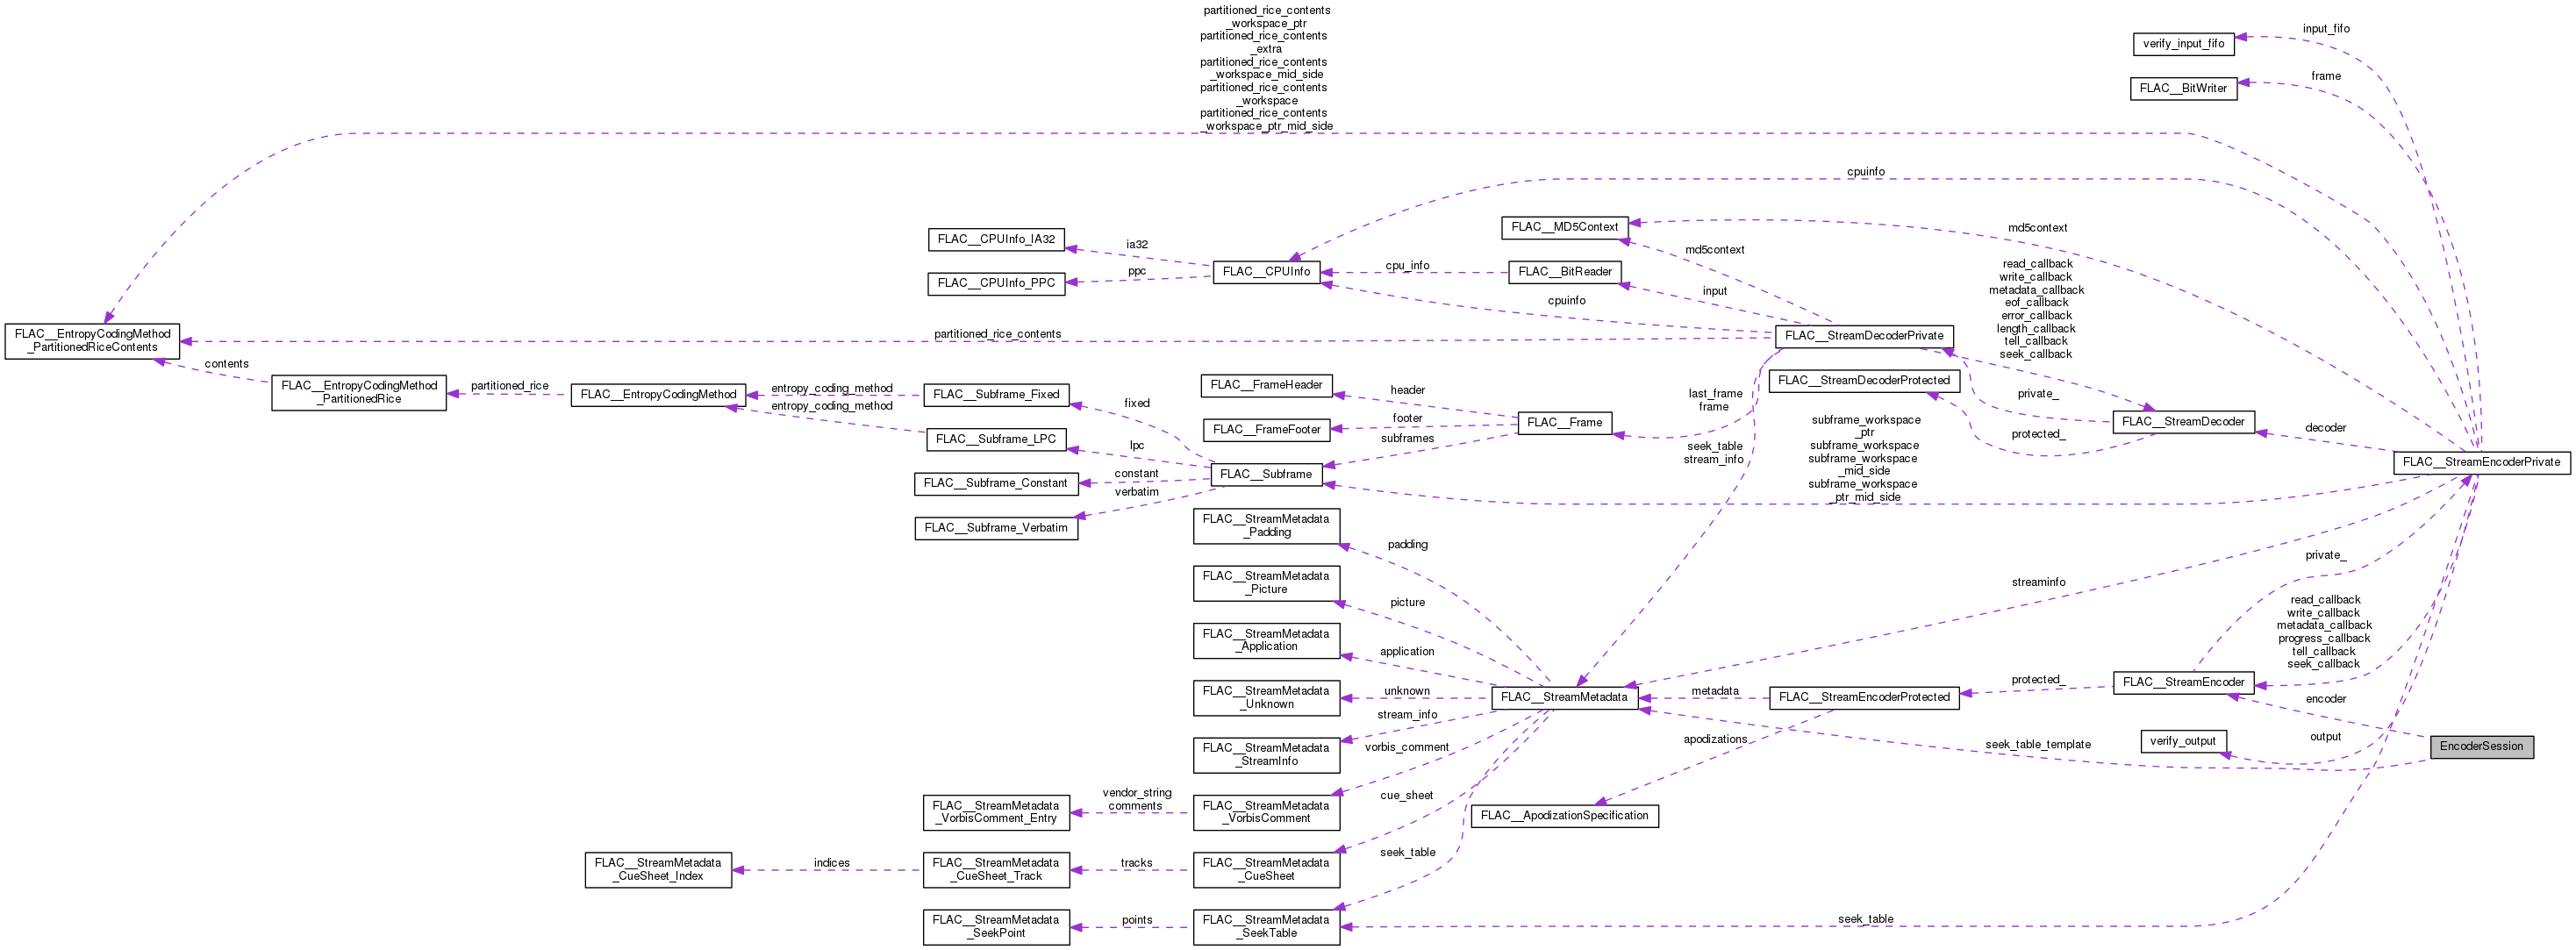 partitioned_rice_contents
_workspace_ptr
partitioned_rice_contents
_extra
partitioned_rice_contents
_workspace_mid_side
partitioned_rice_contents
_workspace
partitioned_rice_contents
_workspace_ptr_mid_side
input_fifo
verify_input_fifo
frame
FLAC__BitWriter
cpuinfo
FLAC__MD5Context
md5context
FLAC__CPUInfo_IA32
ia32
md5context
FLAC__CPUInfo
cpu_info
FLAC__BitReader
ppc
FLAC__CPUInfo_PPC
input
cpuinfo
read_callback
write_callback
metadata_callback
eof_callback
error_callback
length_callback
tell_callback
seek_callback
FLAC__EntropyCodingMethod
_PartitionedRiceContents
partitioned_rice_contents
FLAC__StreamDecoderPrivate
contents
FLAC__EntropyCodingMethod
_PartitionedRice
partitioned_rice
FLAC__EntropyCodingMethod
entropy_coding_method
entropy_coding_method
FLAC__Subframe_Fixed
fixed
FLAC__FrameHeader
header
last_frame
frame
FLAC__StreamDecoderProtected
private_
FLAC__FrameFooter
footer
FLAC__Frame
subframes
FLAC__StreamDecoder
protected_
decoder
FLAC__Subframe_LPC
lpc
seek_table
stream_info
subframe_workspace
_ptr
subframe_workspace
subframe_workspace
_mid_side
subframe_workspace
_ptr_mid_side
FLAC__StreamEncoderPrivate
FLAC__Subframe
constant
FLAC__Subframe_Constant
verbatim
FLAC__Subframe_Verbatim
FLAC__StreamMetadata
_Padding
padding
private_
FLAC__StreamMetadata
_Picture
picture
streaminfo
read_callback
write_callback
metadata_callback
progress_callback
tell_callback
seek_callback
FLAC__StreamMetadata
_Application
application
FLAC__StreamMetadata
_Unknown
unknown
FLAC__StreamMetadata
metadata
FLAC__StreamEncoderProtected
protected_
FLAC__StreamEncoder
encoder
stream_info
FLAC__StreamMetadata
_StreamInfo
vorbis_comment
apodizations
seek_table_template
verify_output
output
EncoderSession
FLAC__StreamMetadata
_VorbisComment_Entry
vendor_string
comments
FLAC__StreamMetadata
_VorbisComment
cue_sheet
FLAC__ApodizationSpecification
FLAC__StreamMetadata
_CueSheet_Index
indices
FLAC__StreamMetadata
_CueSheet_Track
tracks
FLAC__StreamMetadata
_CueSheet
seek_table
FLAC__StreamMetadata
_SeekPoint
points
FLAC__StreamMetadata
_SeekTable
seek_table